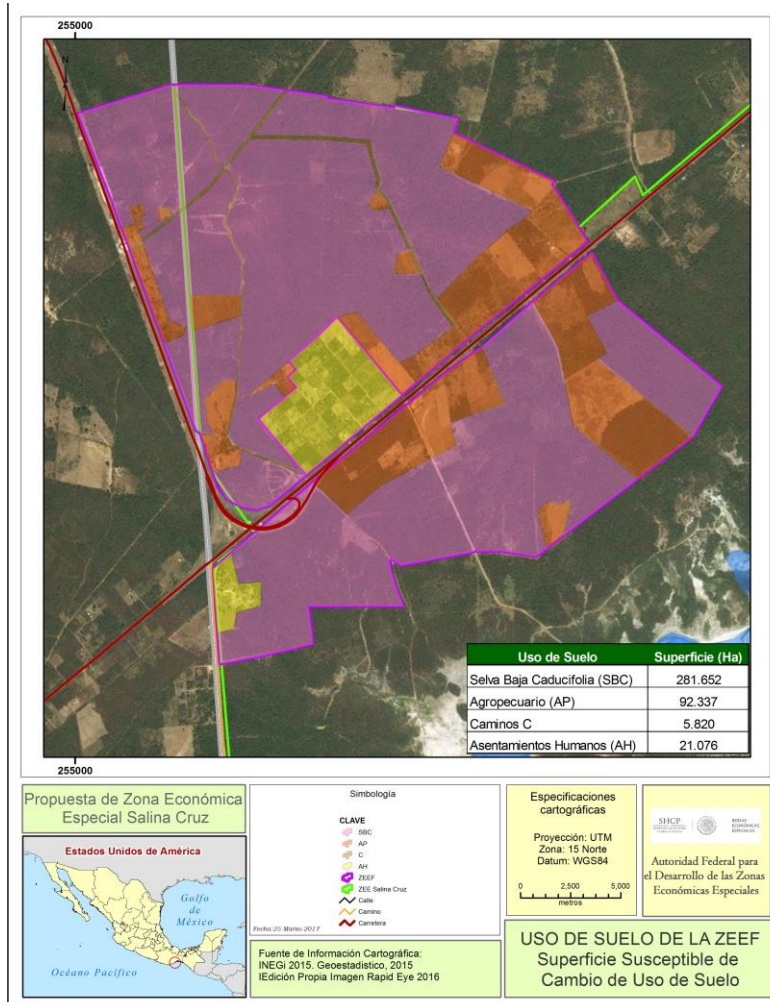 255000
N
Uso de Suelo Superficie (Ha)
Selva Baja Caducifolia (SBC) 281.652
Agropecuario (AP) 92.337
Caminos C 5.820
Asentamientos Humanos (AH) 21.076
255000
Propuesta de Zona Económica
Especial Salina Cruz
Estados Unidos de América
Golfo
de
México
Océano Pacífico
Simbología
CLAVE
SBC
AP
C
AH
ZEEF
ZEE Salina Cruz
Calle
Camino
Carretera
Fecha:25 Marzo 2017
Fuente de Información Cartográfica:
INEGi 2015. Geoestadistico, 2015
IEdición Propia Imagen Rapid Eye 2016
Especificaciones
cartográficas
Proyección: UTM
Zona: 15 Norte
Datum: WGS84
0 2,500 5,000
metros
SHCP
ZONAS
ECONÓMICAS
ESPECIALES
Autoridad Federal para
el Desarrollo de las Zonas
Económicas Especiales
USO DE SUELO DE LA ZEEF
Superficie Susceptible de
Cambio de Uso de Suelo